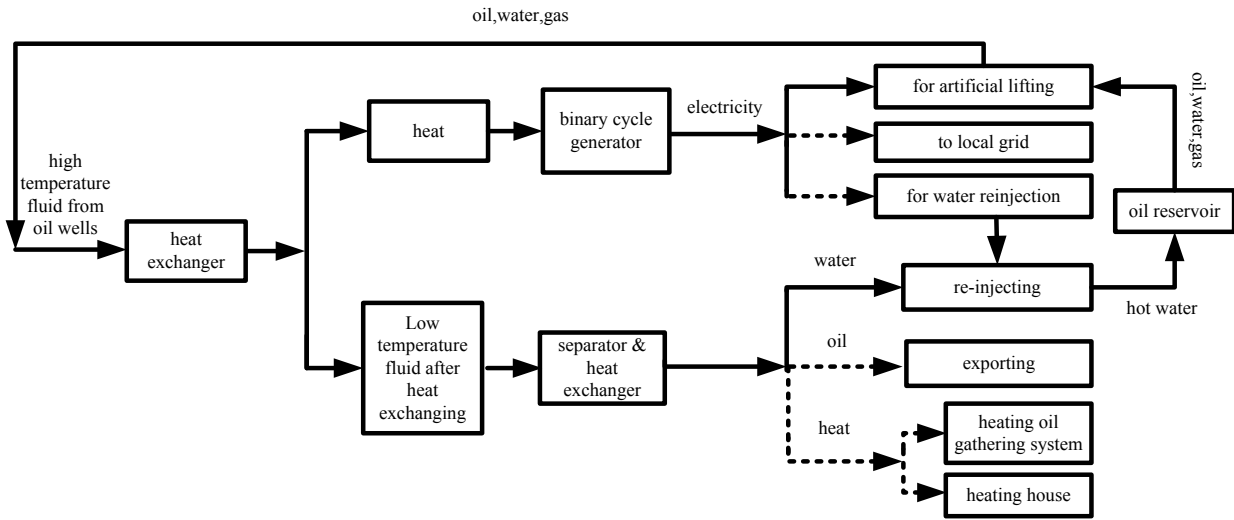 oil,water,gas
for artificial lifting
oil,water,gas
heat
binary cycle
generator
electricity
to local grid
high
temperature
fluid from
oil wells
for water reinjection
oil reservoir
heat
exchanger
water
re-injecting
hot water
Low
temperature
fluid after
heat
exchanging
separator &
heat
exchanger
oil
exporting
heat
heating oil
gathering system
heating house